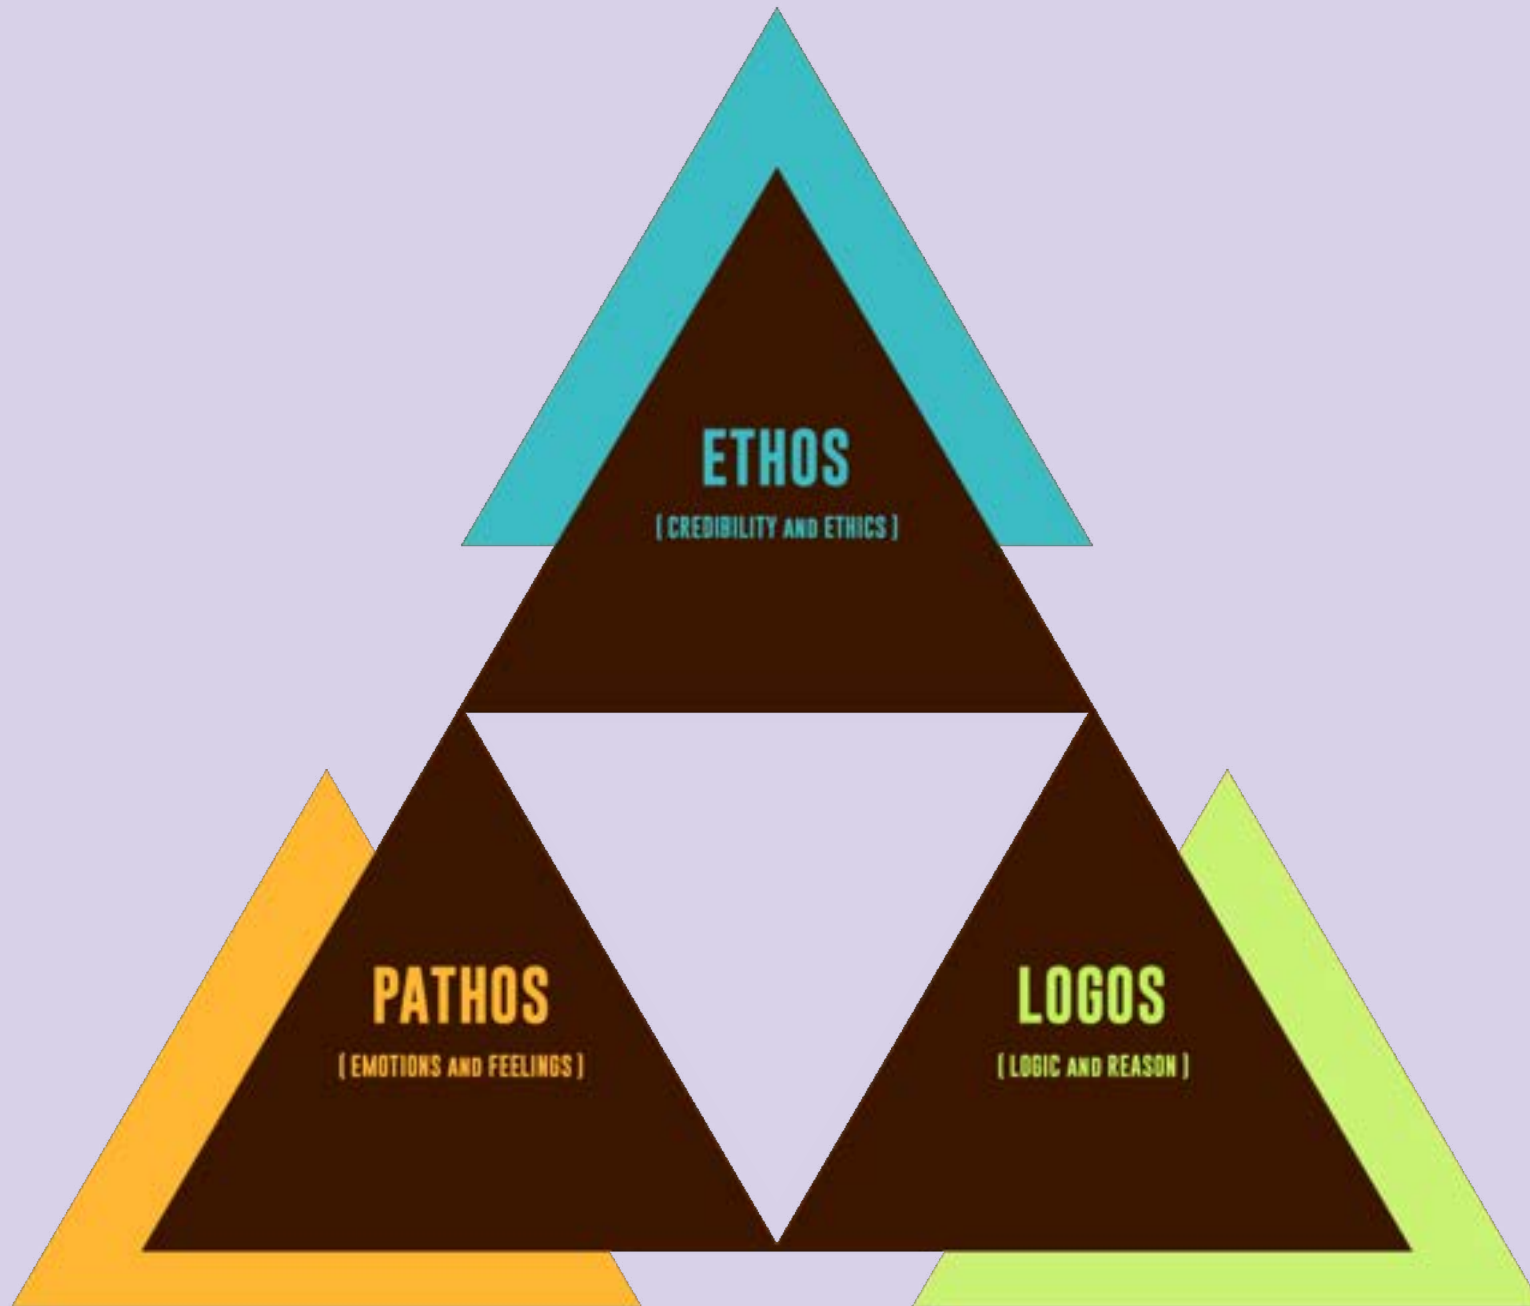 ETHOS
[ CREDIBILITY AND ETHICS ]
PATHOS
[ EMOTIONS AND FEELINGS ]
LOGOS
[ LOGIC AND REASON ]